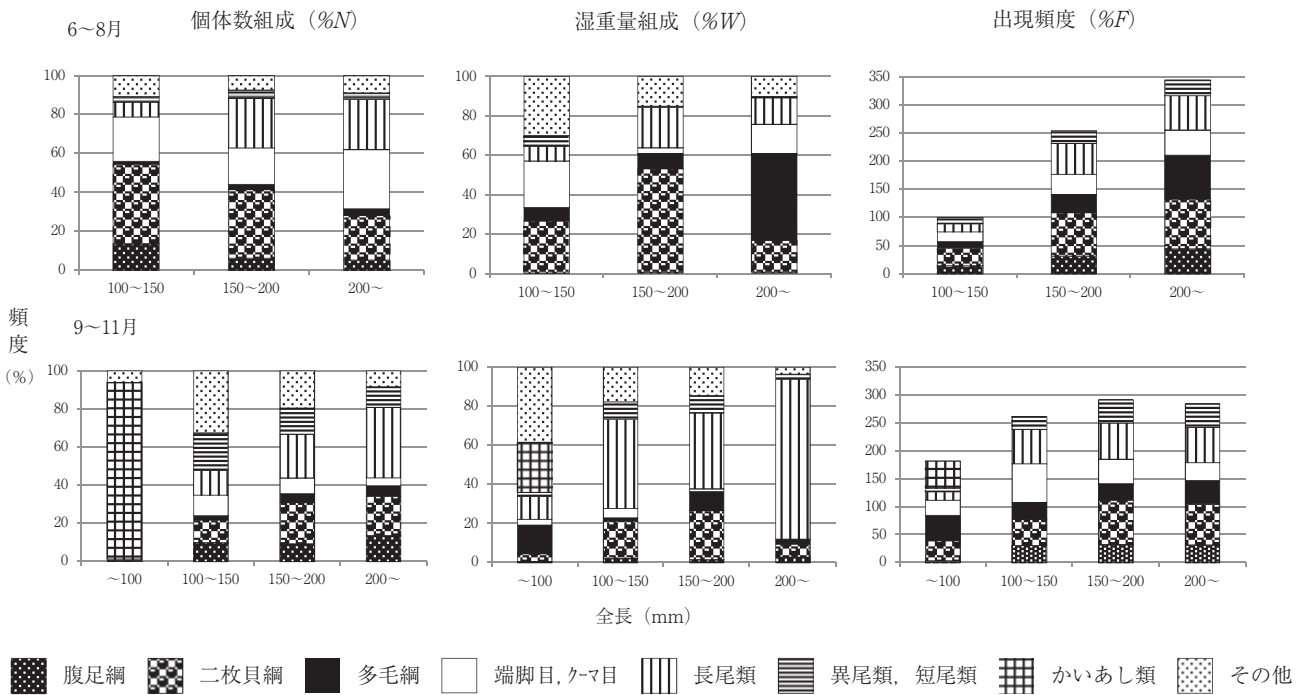 6～8月 個体数組成（%N） 湿重量組成（%W） 出現頻度（%F）
100 100 350
80 80 300
60 60 250
40 40 200
20 20 150
0 0 100
50
0
100～150 150～200 200～ 100～150 150～200 200～ 100～150 150～200 200～
頻度（%）
9～11月
100 100 350
80 80 300
60 60 250
40 40 200
20 20 150
0 0 100
50
0
～100 100～150 150～200 200～ ～100 100～150 150～200 200～ ～100 100～150 150～200 200～
全長（mm）
腹足綱 二枚貝綱 多毛綱 端脚目，ｸｰﾏ目 長尾類 異尾類，短尾類 かいあし類 その他